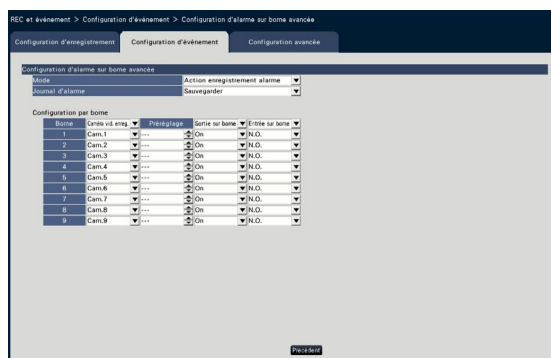 REC et événement > Configuration d'événement > Configuration d'alarme sur borne avancée
Configuration d'enregistrement Configuration d'événement Configuration avancée
Configuration d'alarme sur borne avancée
Mode Action enregistrement alarme
Journal d'alarme Sauvegarder
Configuration par borne
Borne Caméra vid. enreg. Préréglage Sortie sur borne Entrée sur borne
1 Cam.1 --- On N.O.
2 Cam.2 --- On N.O.
3 Cam.3 --- On N.O.
4 Cam.4 --- On N.O.
5 Cam.5 --- On N.O.
6 Cam.6 --- On N.O.
7 Cam.7 --- On N.O.
8 Cam.8 --- On N.O.
9 Cam.9 --- On N.O.
Précédent